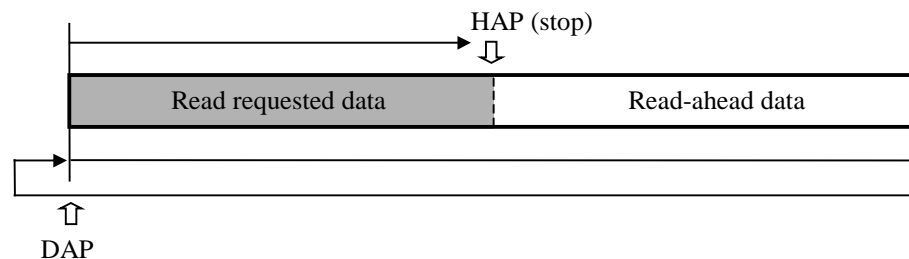 HAP (stop)
Read requested data
Read-ahead data
DAP